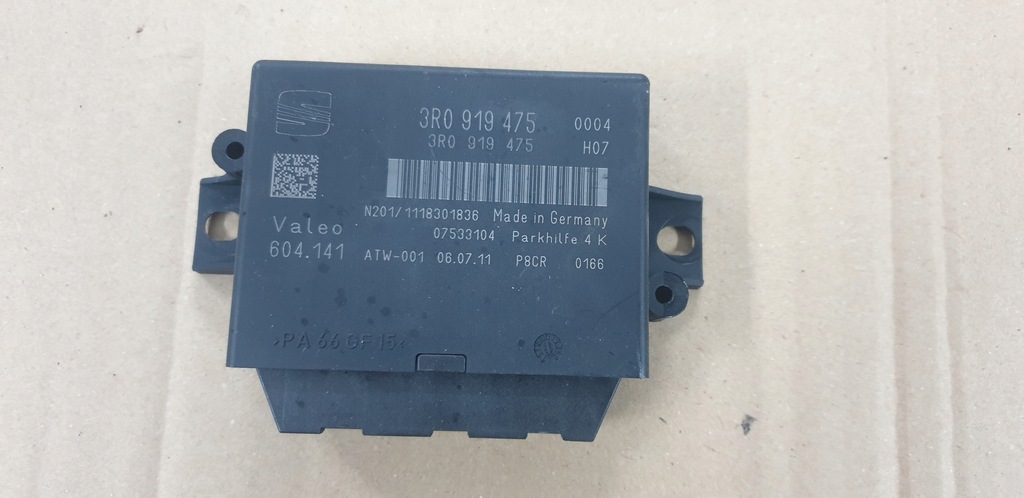 3R0 919 475 0004
3R0 919 475 H07
N201/1118301836 Made in Germany
Valeo 07533104 Parkhilfe 4 K
604.141 ATW-001 06.07.11 P8CR 0166
>PA 66 GF15<